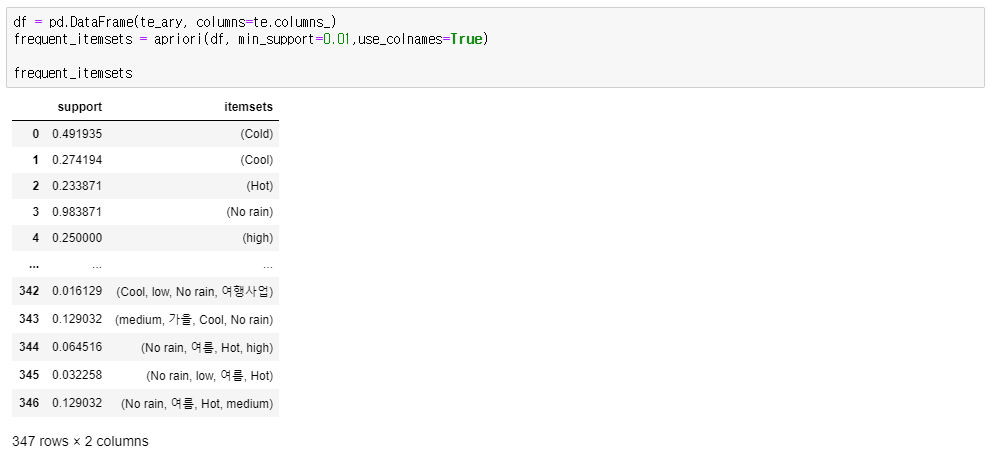 df = pd.DataFrame(te_ary, columns=te.columns_)
frequent_itemsets = apriori(df, min_support=0.01,use_colnames=True)
frequent_itemsets
support itemsets
0 0.491935 (Cold)
1 0.274194 (Cool)
2 0.233871 (Hot)
3 0.983871 (No rain)
4 0.250000 (high)
... ... ...
342 0.016129 (Cool, low, No rain, 여행사업)
343 0.129032 (medium, 가을, Cool, No rain)
344 0.064516 (No rain, 여름, Hot, high)
345 0.032258 (No rain, low, 여름, Hot)
346 0.129032 (No rain, 여름, Hot, medium)
347 rows × 2 columns